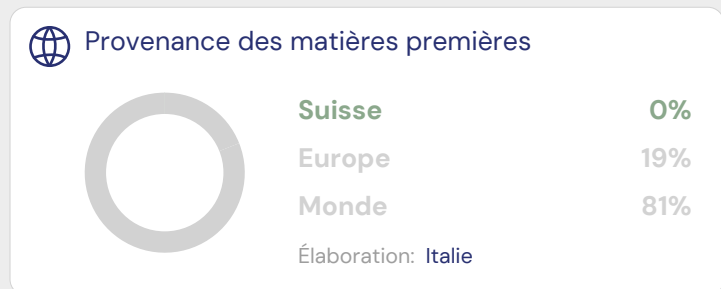 Provenance des matières premières
Suisse 0%
Europe 19%
Monde 81%
Élaboration: Italie